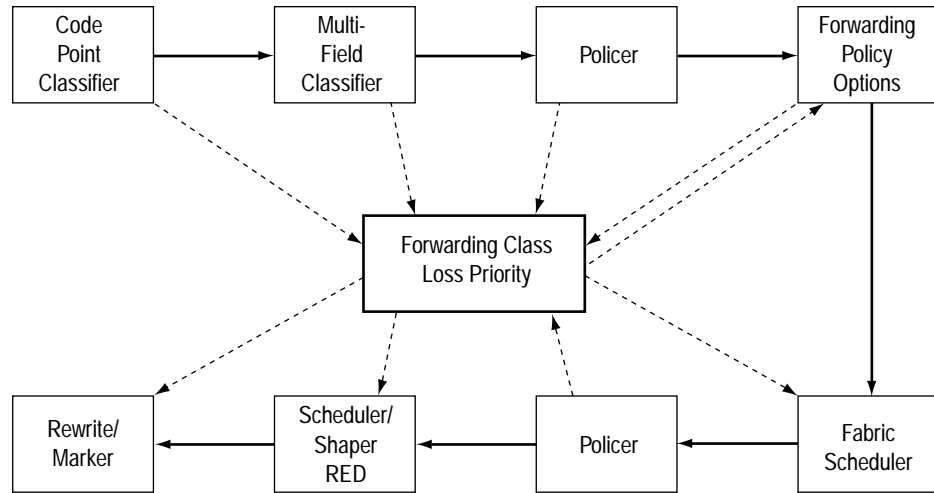 Code
Point
Classifier
Multi-
Field
Classifier
Policer
Forwarding
Policy
Options
Forwarding Class
Loss Priority
Rewrite/
Marker
Scheduler/
Shaper
RED
Policer
Fabric
Scheduler